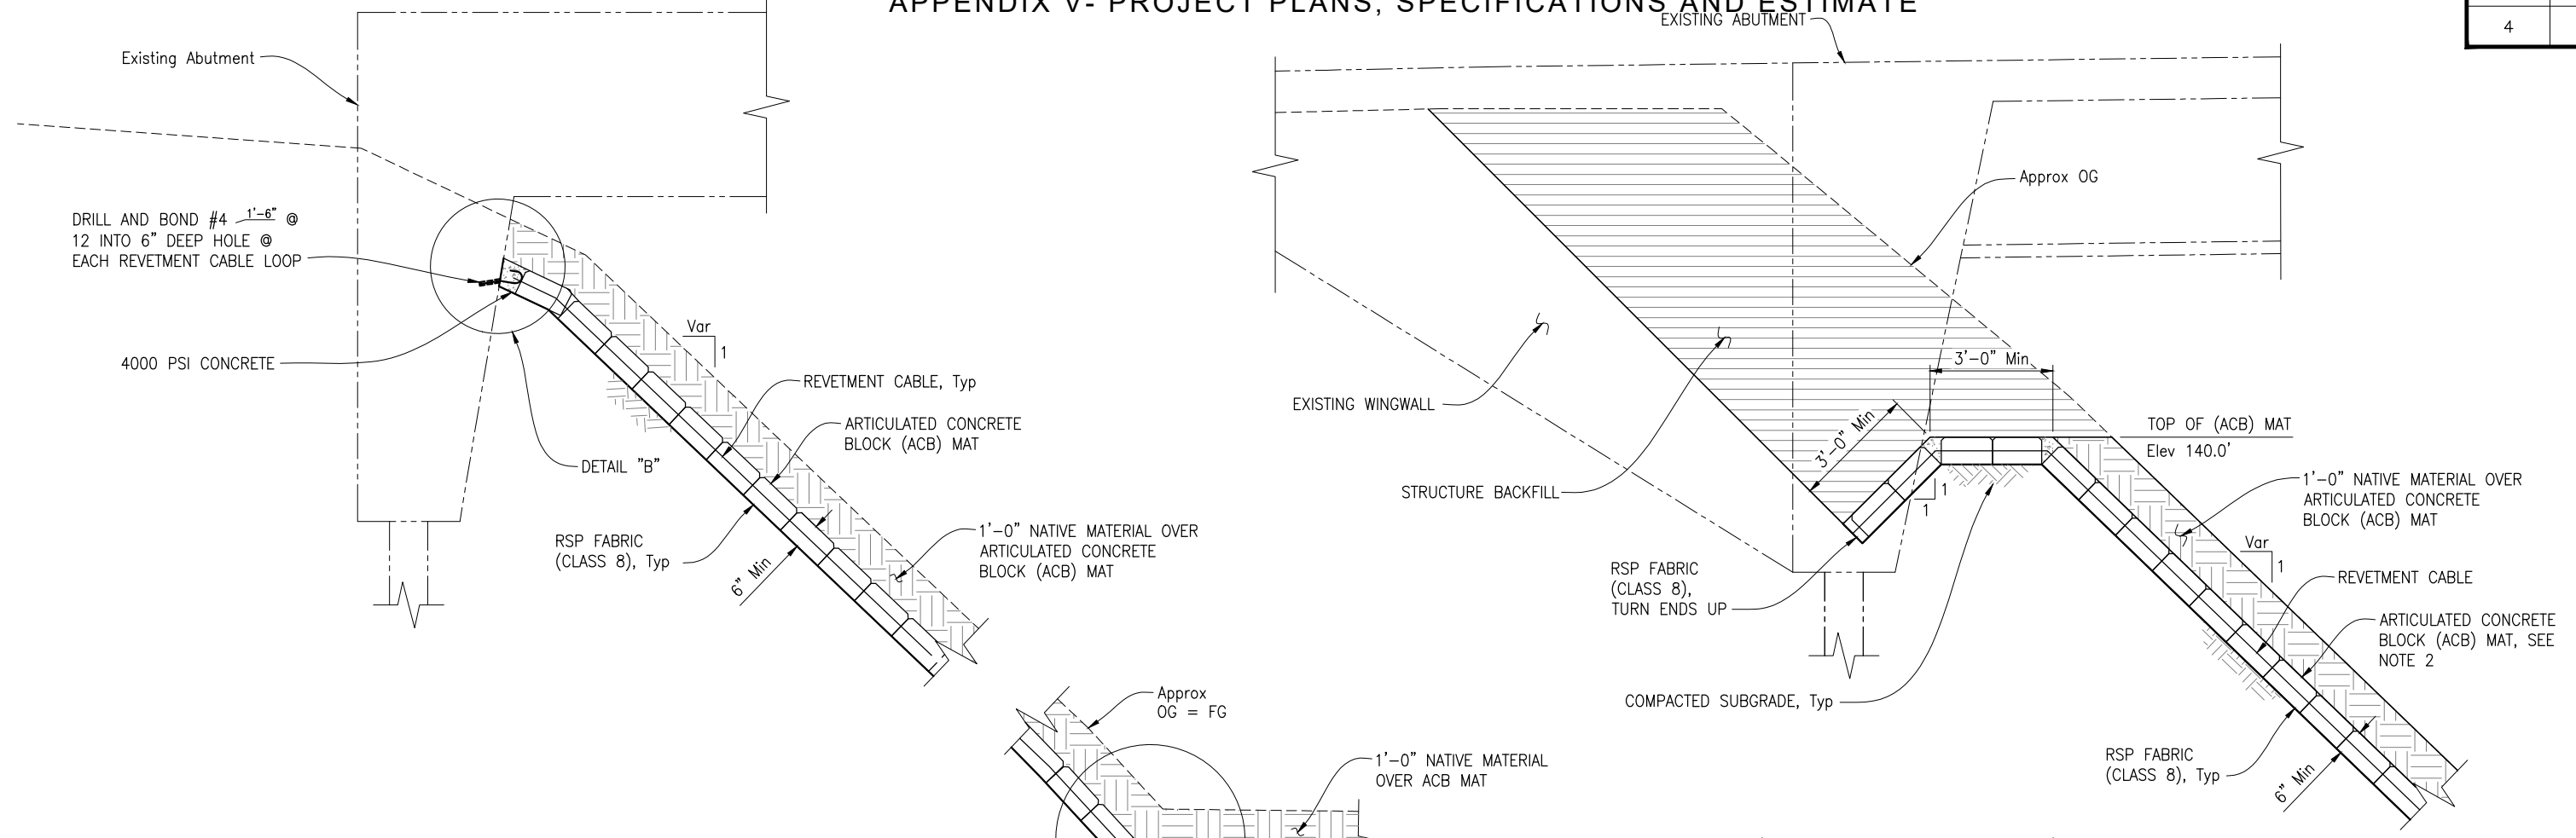 APPENDIX V- PROJECT PLANS, SPECIFICATIONS AND ESTIMATE
4
Existing Abutment
DRILL AND BOND #4 1'-6" @
12 INTO 6" DEEP HOLE @
EACH REVETMENT CABLE LOOP
4000 PSI CONCRETE
DETAIL "B"
Var
1
REVETMENT CABLE, Typ
ARTICULATED CONCRETE
BLOCK (ACB) MAT
RSP FABRIC
(CLASS 8), Typ
6" Min
1'-0" NATIVE MATERIAL OVER
ARTICULATED CONCRETE
BLOCK (ACB) MAT
Approx
OG = FG
1'-0" NATIVE MATERIAL
OVER ACB MAT
EXISTING ABUTMENT
Approx OG
3'-0" Min
3'-0" Min
EXISTING WINGWALL
STRUCTURE BACKFILL
TOP OF (ACB) MAT
Elev 140.0'
1
1
1'-0" NATIVE MATERIAL OVER
ARTICULATED CONCRETE
BLOCK (ACB) MAT
Var
1
REVETMENT CABLE
ARTICULATED CONCRETE
BLOCK (ACB) MAT, SEE
NOTE 2
RSP FABRIC
(CLASS 8),
TURN ENDS UP
COMPACTED SUBGRADE, Typ
RSP FABRIC
(CLASS 8), Typ
6" Min